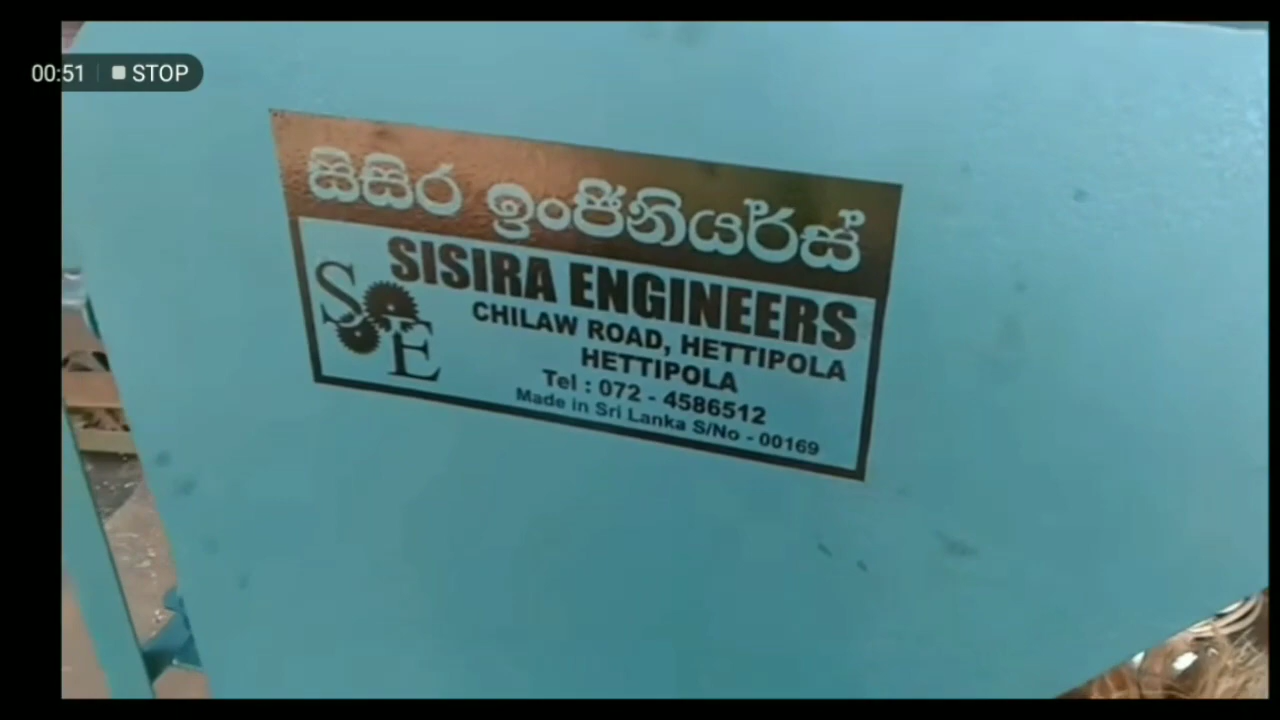 00:51 STOP
සිසිර ඉංජිනියර්ස්
SISIRA ENGINEERS
SE
CHILAW ROAD, HETTIPOLA
HETTIPOLA
Tel : 072 - 4586512
Made in Sri Lanka S/No - 00169